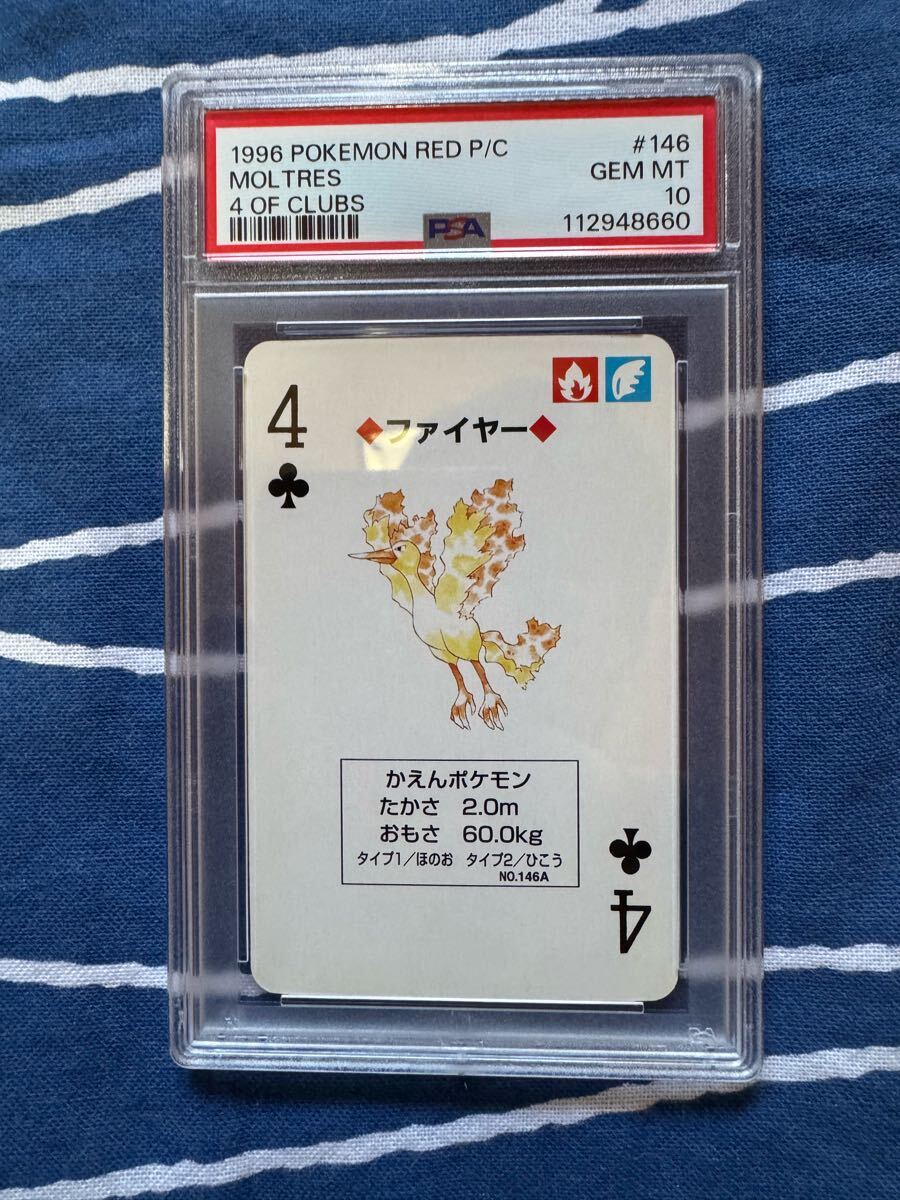 1996 POKEMON RED P/C #146
MOLTRES GEM MT
4 OF CLUBS 10
PSA 112948660
4
◆ファイヤー◆
かえんポケモン
たかさ 2.0m
おもさ 60.0kg
タイプ1/ほのお タイプ2/ひこう
NO.146A
4